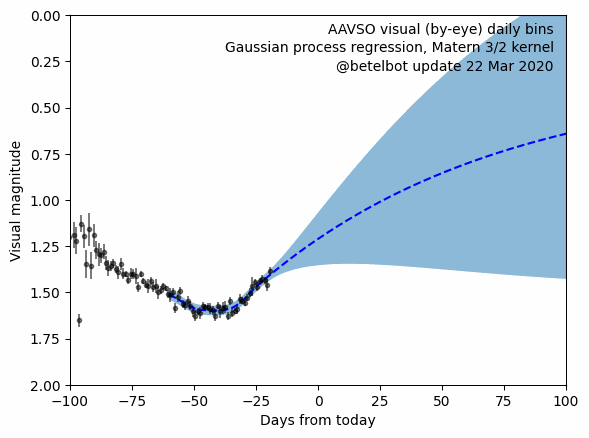 AAVSO visual (by-eye) daily bins
Gaussian process regression, Matern 3/2 kernel
@betelbot update 22 Mar 2020
0.00
0.25
0.50
0.75
1.00
1.25
1.50
1.75
2.00
Visual magnitude
−100 −75 −50 −25 0 25 50 75 100
Days from today